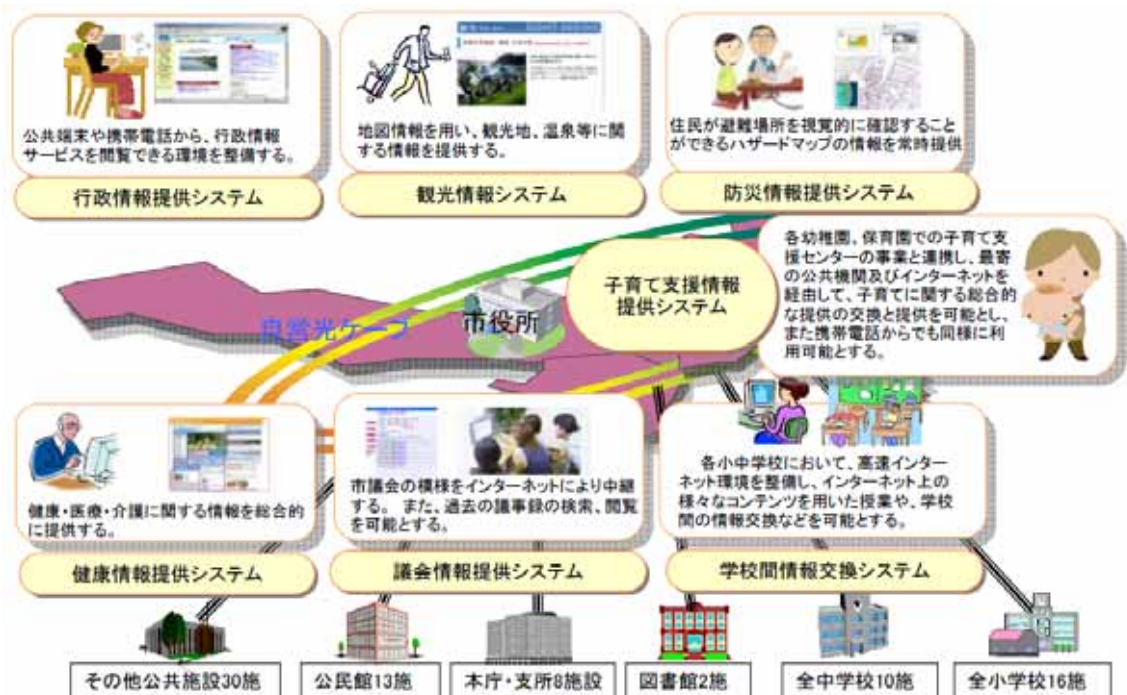 公共端末や携帯電話から、行政情報
サービスを閲覧できる環境を整備する。
行政情報提供システム
地図情報を用い、観光地、温泉等に関
する情報を提供する。
観光情報システム
住民が避難場所を視覚的に確認すること
ができるハザードマップの情報を常時提供
防災情報提供システム
子育て支援情報
提供システム
各幼稚園、保育園での子育て支
援センターの事業と連携し、最寄
の公共機関及びインターネットを
経由して、子育てに関する総合的
な提供の交換と提供を可能とし、
また携帯電話からでも同様に利
用可能とする。
自営光ケーブ
市役所
健康・医療・介護に関する情報を総合的
に提供する。
健康情報提供システム
市議会の模様をインターネットにより中継
する。 また、過去の議事録の検索、閲覧
を可能とする。
議会情報提供システム
各小中学校において、高速インター
ネット環境を整備し、インターネット上の
様々なコンテンツを用いた授業や、学校
間の情報交換などを可能とする。
学校間情報交換システム
その他公共施設30施
公民館13施
本庁・支所8施設
図書館2施
全中学校10施
全小学校16施